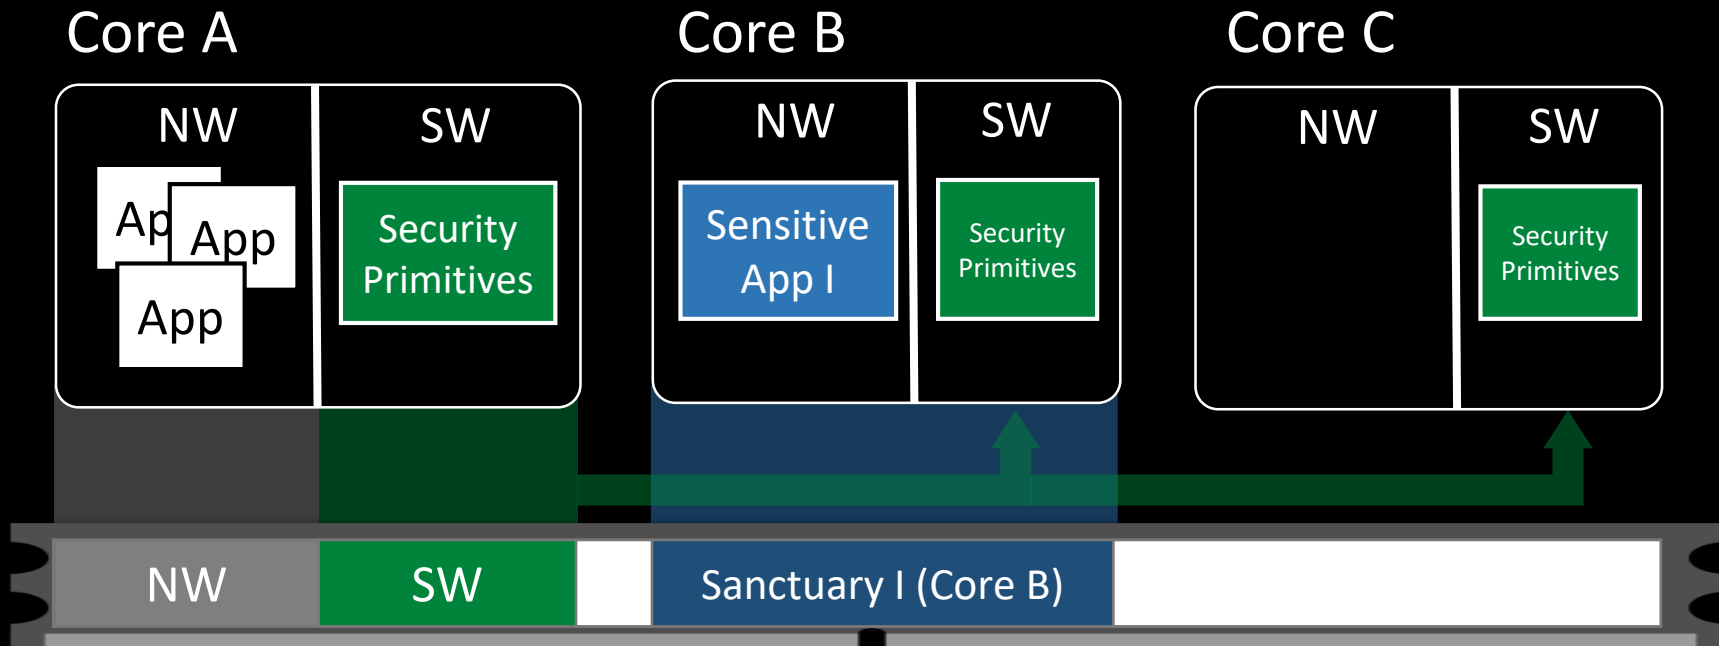 Core A
Core B
Core C
NW
SW
NW
SW
NW
SW
Ap
App
App
Security
Primitives
Sensitive
App I
Security
Primitives
Security
Primitives
NW
SW
Sanctuary I (Core B)